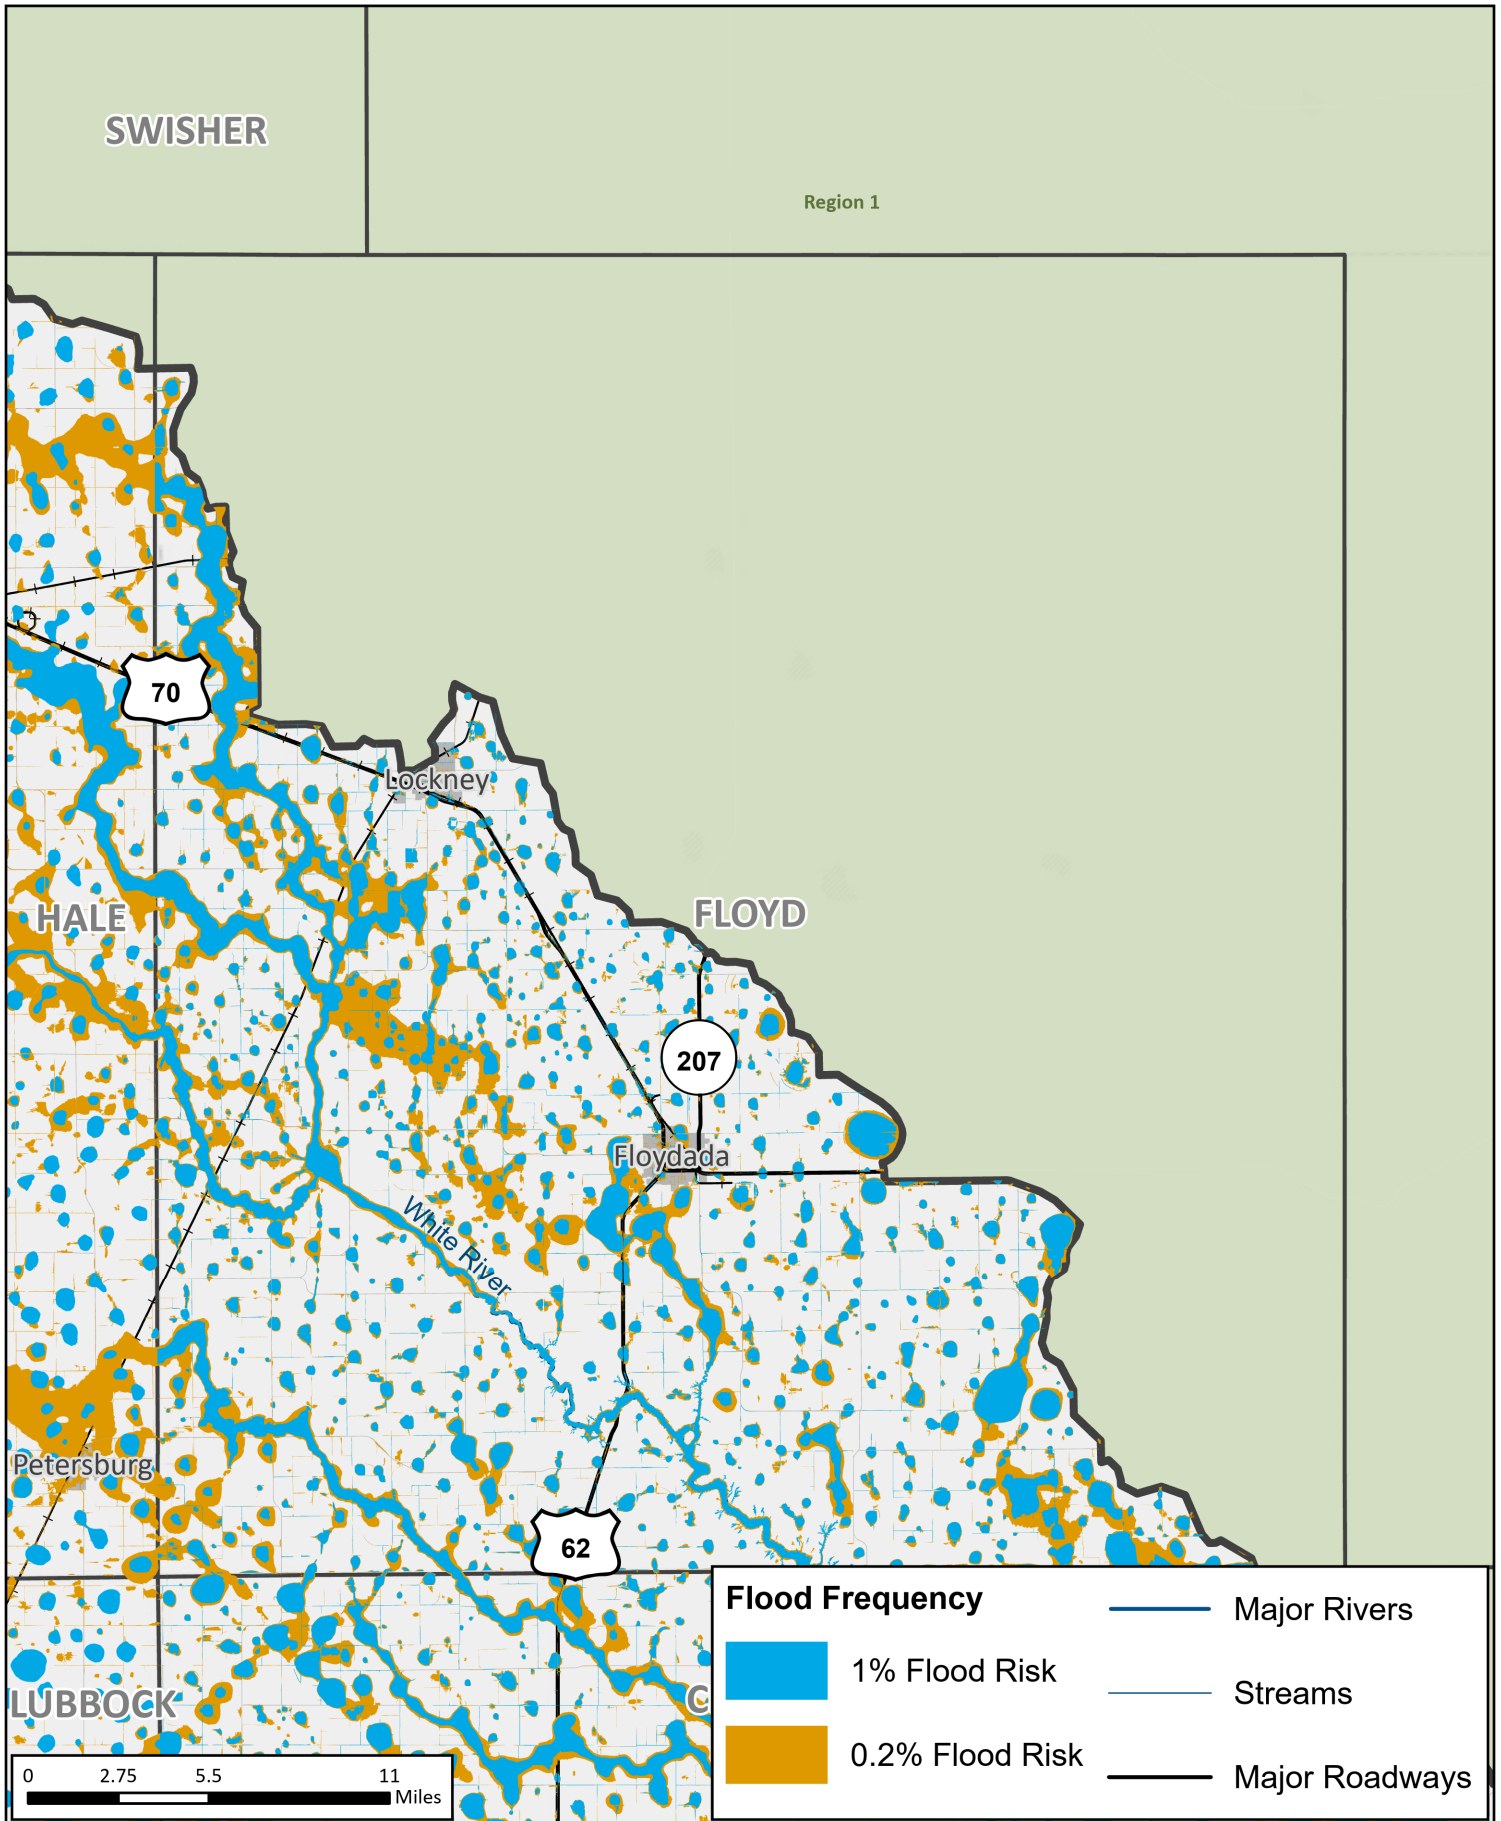 SWISHER
Region 1
70
Lockney
HALE
FLOYD
207
Floydada
White River
Petersburg
62
LUBBOCK
C
Flood Frequency
1% Flood Risk
0.2% Flood Risk
Major Rivers
Streams
Major Roadways
0 2.75 5.5 11
Miles